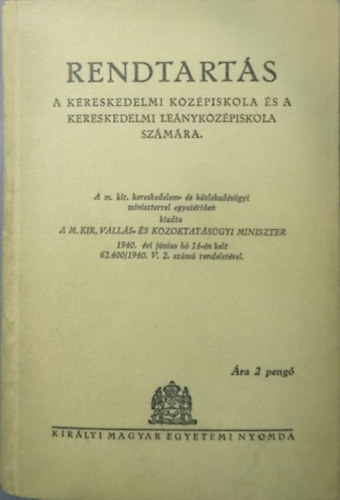 RENDTARTÁS
A KERESKEDELMI KÖZÉPISKOLA ÉS A
KERESKEDELMI LEÁNYKÖZÉPISKOLA
SZÁMÁRA.
A m. kir. kereskedelem- és közlekedésügyi
miniszterrel egyetértően
kiadta
A M. KIR. VALLÁS- ÉS KÖZOKTATÁSÜGYI MINISZTER
1940. évi június hó 14-én kelt
62.400/1940. V. 2. számú rendeletével.
Ára 2 pengő
KIRÁLYI MAGYAR EGYETEMI NYOMDA